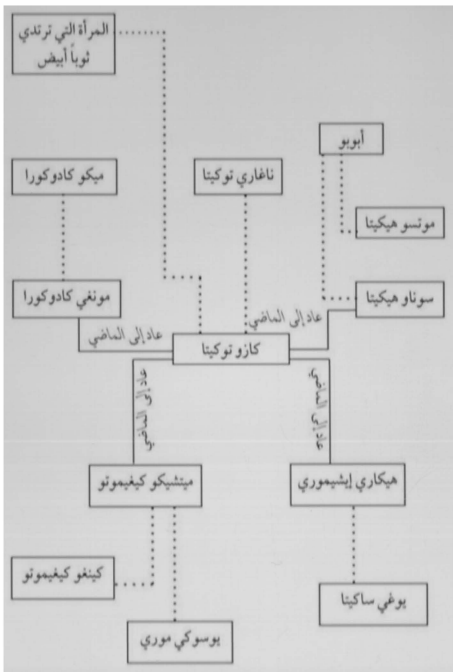 المرأة التي ترتدي
ثوباً أبيض
أبوبو
ميكو كادوكورا
ناغاري توكيتا
موتسو هيكيتا
مونغي كادوكورا
سوناو هيكيتا
عاد إلى الماضي
عاد إلى الماضي
كازو توكيتا
عاد إلى الماضي
عاد إلى الماضي
ميتشيكو كيغيموتو
هيكاري إيشيموري
كينغو كيغيموتو
يوغي ساكيتا
يوسوكي موري